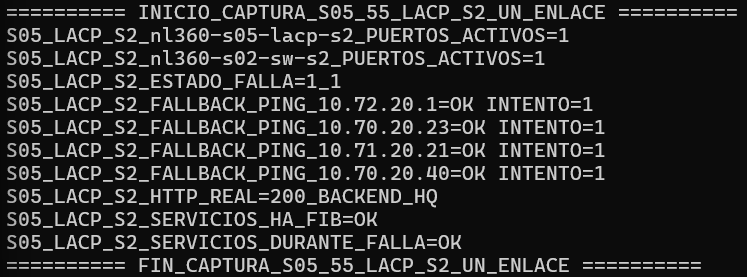 ========== INICIO_CAPTURA_S05_55_LACP_S2_UN_ENLACE ==========
S05_LACP_S2_nl360-s05-lacp-s2_PUERTOS_ACTIVOS=1
S05_LACP_S2_nl360-s02-sw-s2_PUERTOS_ACTIVOS=1
S05_LACP_S2_ESTADO_FALLA=1_1
S05_LACP_S2_FALLBACK_PING_10.72.20.1=OK INTENTO=1
S05_LACP_S2_FALLBACK_PING_10.70.20.23=OK INTENTO=1
S05_LACP_S2_FALLBACK_PING_10.71.20.21=OK INTENTO=1
S05_LACP_S2_FALLBACK_PING_10.70.20.40=OK INTENTO=1
S05_LACP_S2_HTTP_REAL=200_BACKEND_HQ
S05_LACP_S2_SERVICIOS_HA_FIB=OK
S05_LACP_S2_SERVICIOS_DURANTE_FALLA=OK
========== FIN_CAPTURA_S05_55_LACP_S2_UN_ENLACE ==========